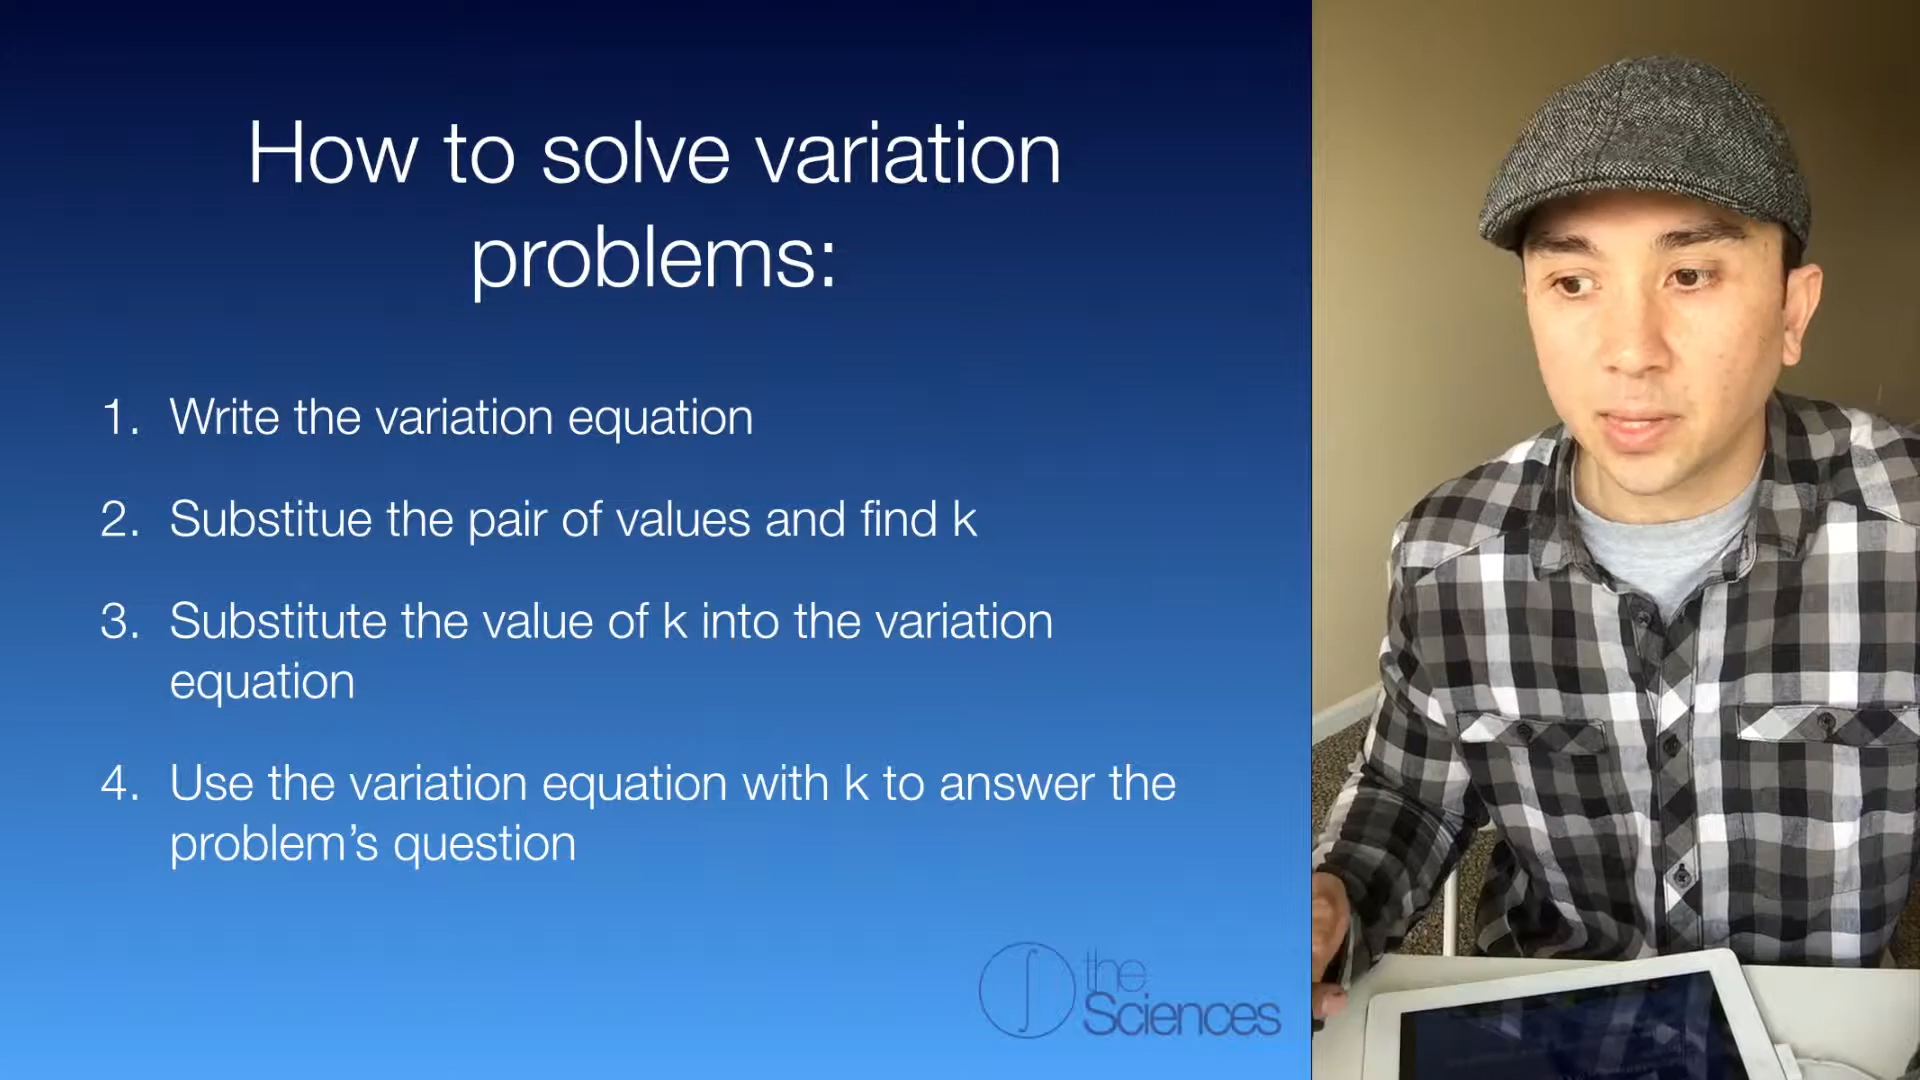 How to solve variation
problems:
1. Write the variation equation
2. Substitue the pair of values and find k
3. Substitute the value of k into the variation
equation
4. Use the variation equation with k to answer the
problem’s question
the
Sciences